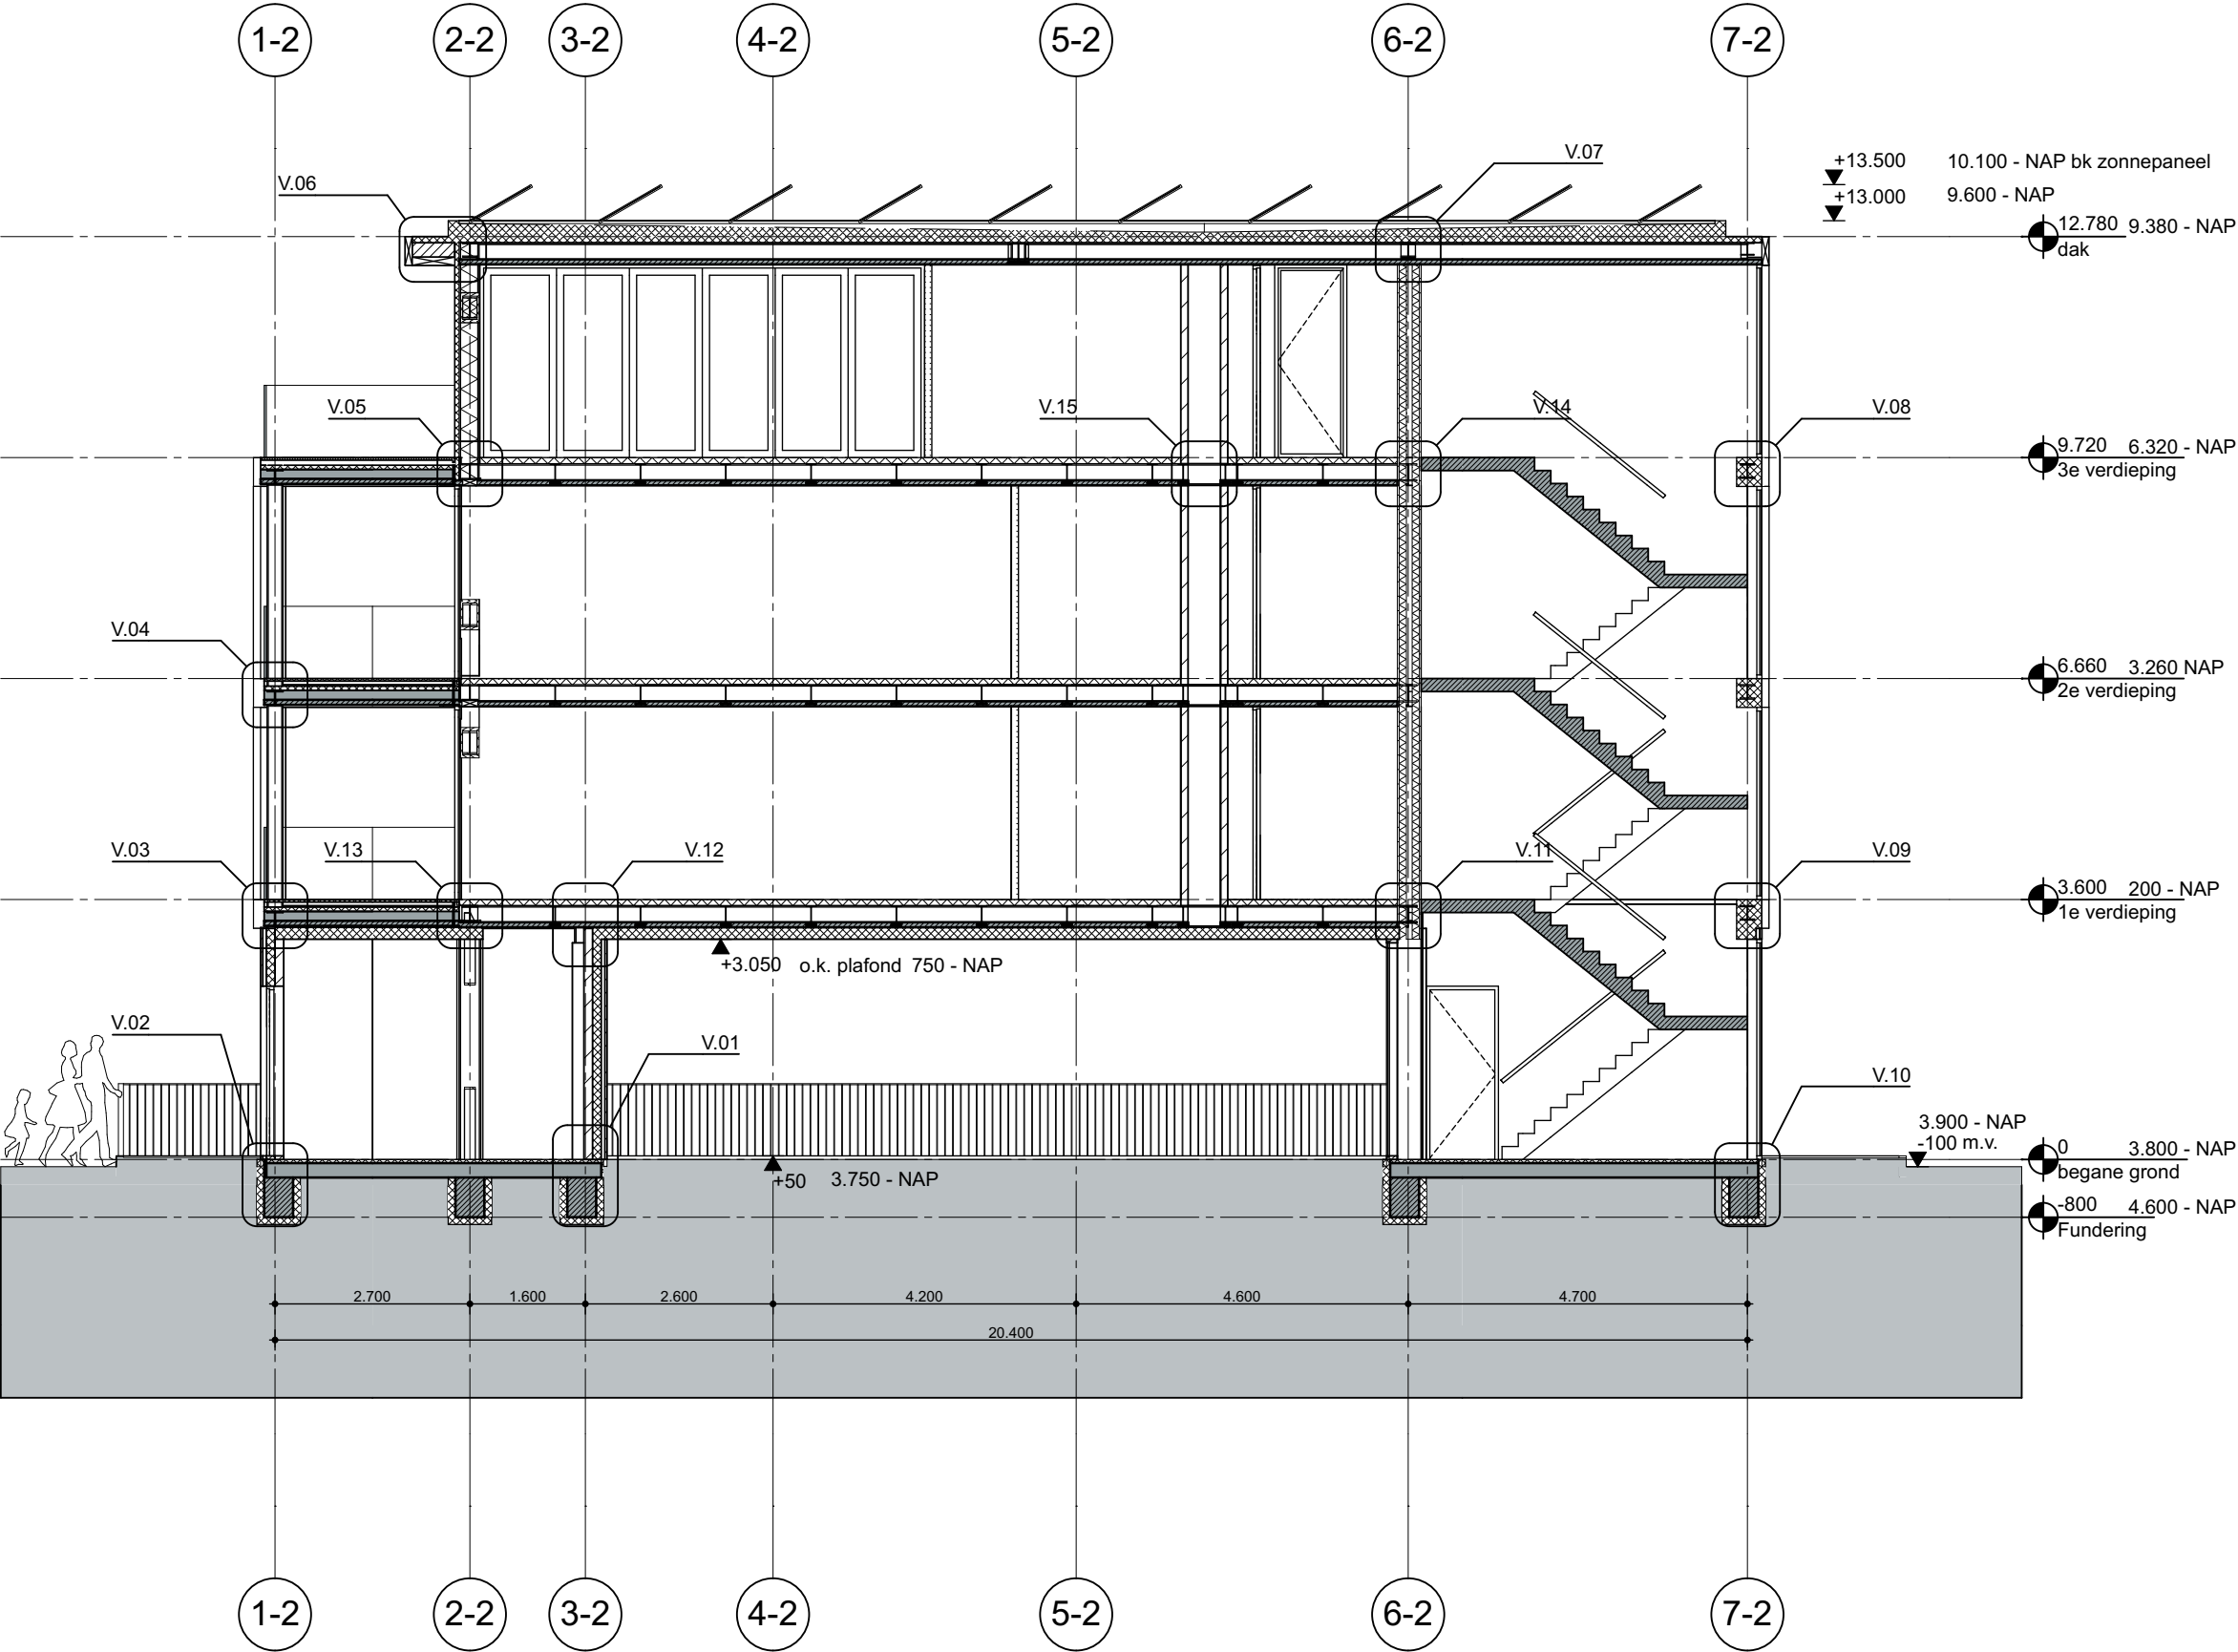 1-2 2-2 3-2 4-2 5-2 6-2 7-2
V.07
+13.500 10.100 - NAP bk zonnepaneel
V.06
+13.000 9.600 - NAP
12.780 9.380 - NAP
dak
V.05 V.15 V.14 V.08
9.720 6.320 - NAP
3e verdieping
V.04
6.660 3.260 NAP
2e verdieping
V.03 V.13 V.12 V.11 V.09
3.600 200 - NAP
1e verdieping
+3.050 o.k. plafond 750 - NAP
V.02
V.01
V.10
3.900 - NAP
-100 m.v.
0 3.800 - NAP
begane grond
+50 3.750 - NAP
-800 4.600 - NAP
Fundering
2.700 1.600 2.600 4.200 4.600 4.700
20.400
1-2 2-2 3-2 4-2 5-2 6-2 7-2